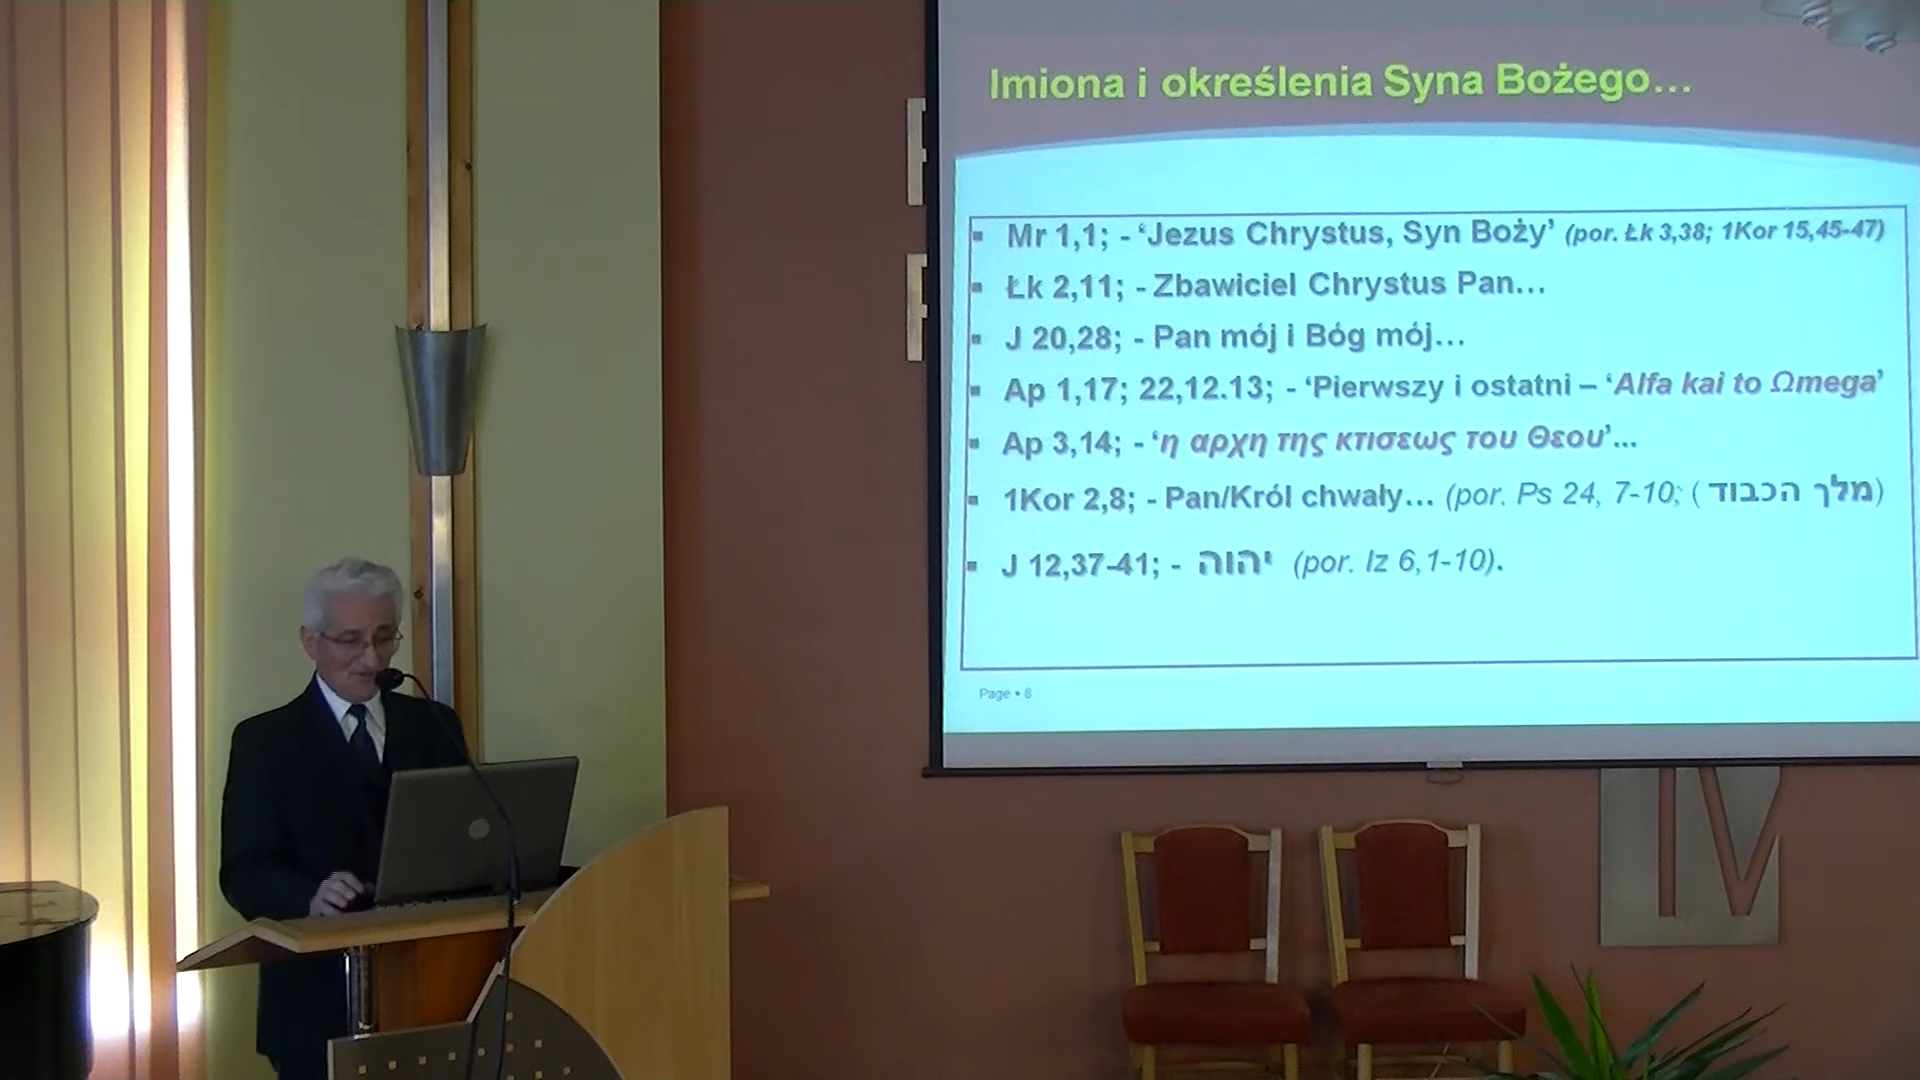 Imiona i określenia Syna Bożego…
▪ Mr 1,1; - ‘Jezus Chrystus, Syn Boży’ (por. Łk 3,38; 1Kor 15,45-47)
▪ Łk 2,11; - Zbawiciel Chrystus Pan…
▪ J 20,28; - Pan mój i Bóg mój…
▪ Ap 1,17; 22,12.13; - ‘Pierwszy i ostatni – ‘Alfa kai to Ωmega’
▪ Ap 3,14; - ‘η αρχη της κτισεως του Θεου’...
▪ 1Kor 2,8; - Pan/Król chwały… (por. Ps 24, 7-10; ( מלך הכבוד)
▪ J 12,37-41; - יהוה (por. Iz 6,1-10).
Page ▪ 8
IV